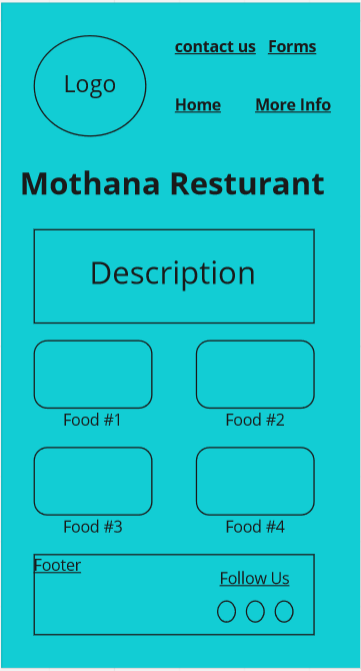 Logo
contact us Forms
Home More Info
Mothana Resturant
Description
Food #1 Food #2
Food #3 Food #4
Footer
Follow Us